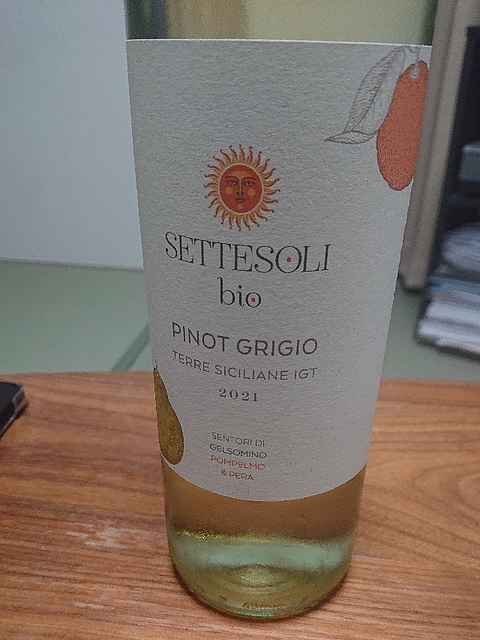 SETTESOLI
bio
PINOT GRIGIO
TERRE SICILIANE IGT
2021
SENTORI DI
GELSOMINO
POMPELMO
& PERA